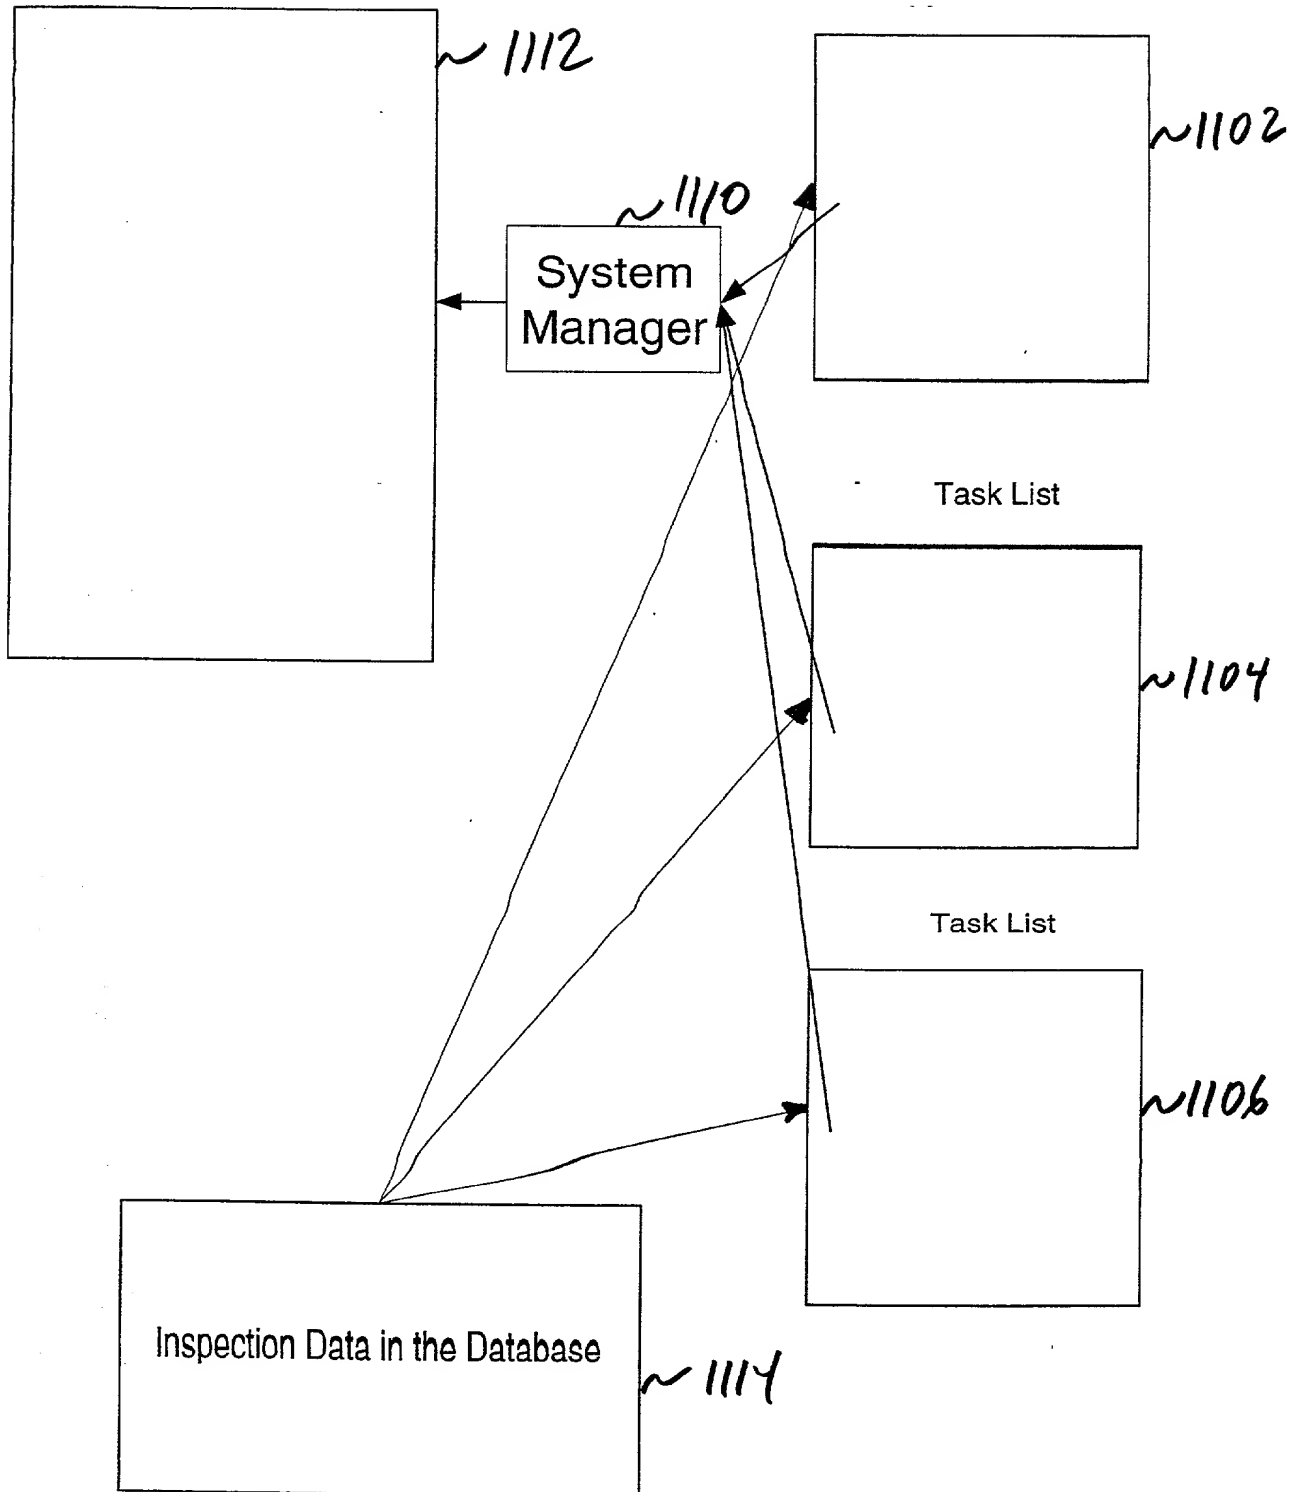 ~1112
~1102
~1110
System
Manager
Task List
~1104
Task List
~1106
Inspection Data in the Database
~1114